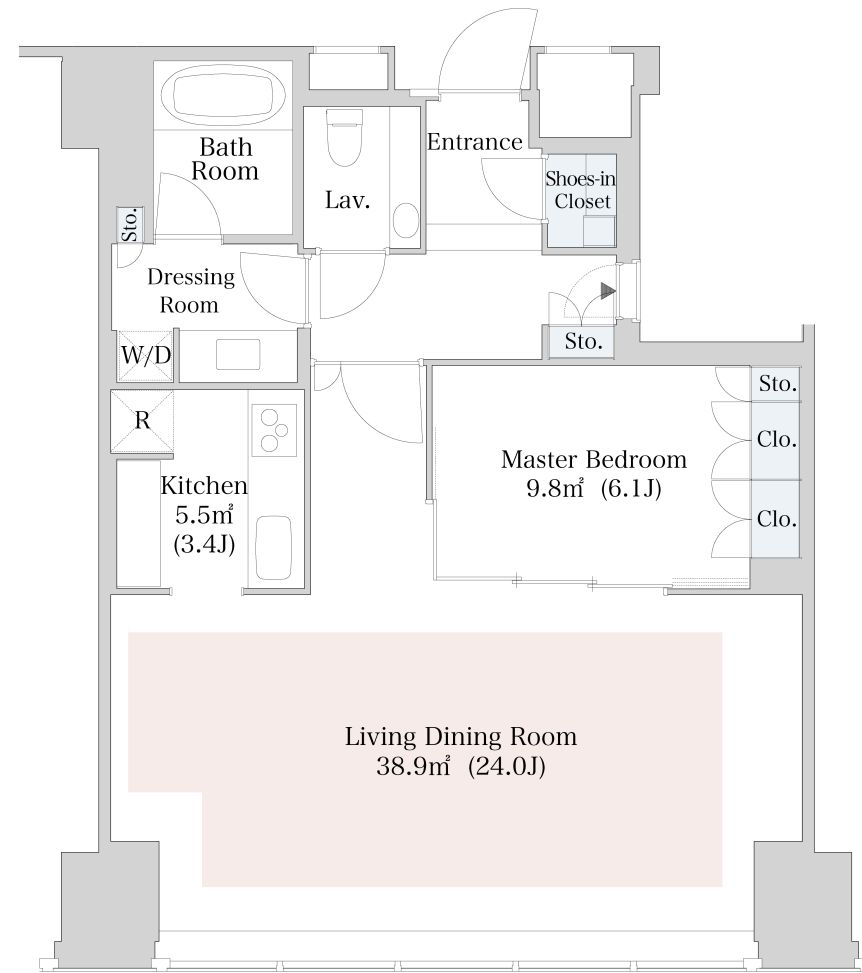 Bath
Room
Entrance
Lav.
Shoes-in
Closet
Sto.
Dressing
Room
Sto.
W/D
R
Sto.
Clo.
Clo.
Master Bedroom
9.8㎡ (6.1J)
Kitchen
5.5㎡
(3.4J)
Living Dining Room
38.9㎡ (24.0J)